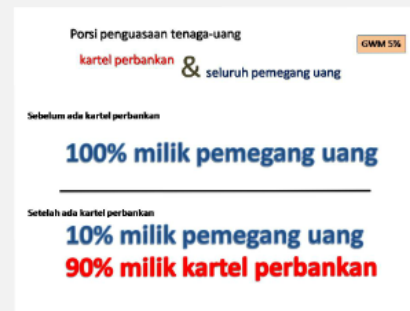 Porsi penguasaan tenaga-uang
GWM 5%
kartel perbankan & seluruh pemegang uang
Sebelum ada kartel perbankan
100% milik pemegang uang
Setelah ada kartel perbankan
10% milik pemegang uang
90% milik kartel perbankan